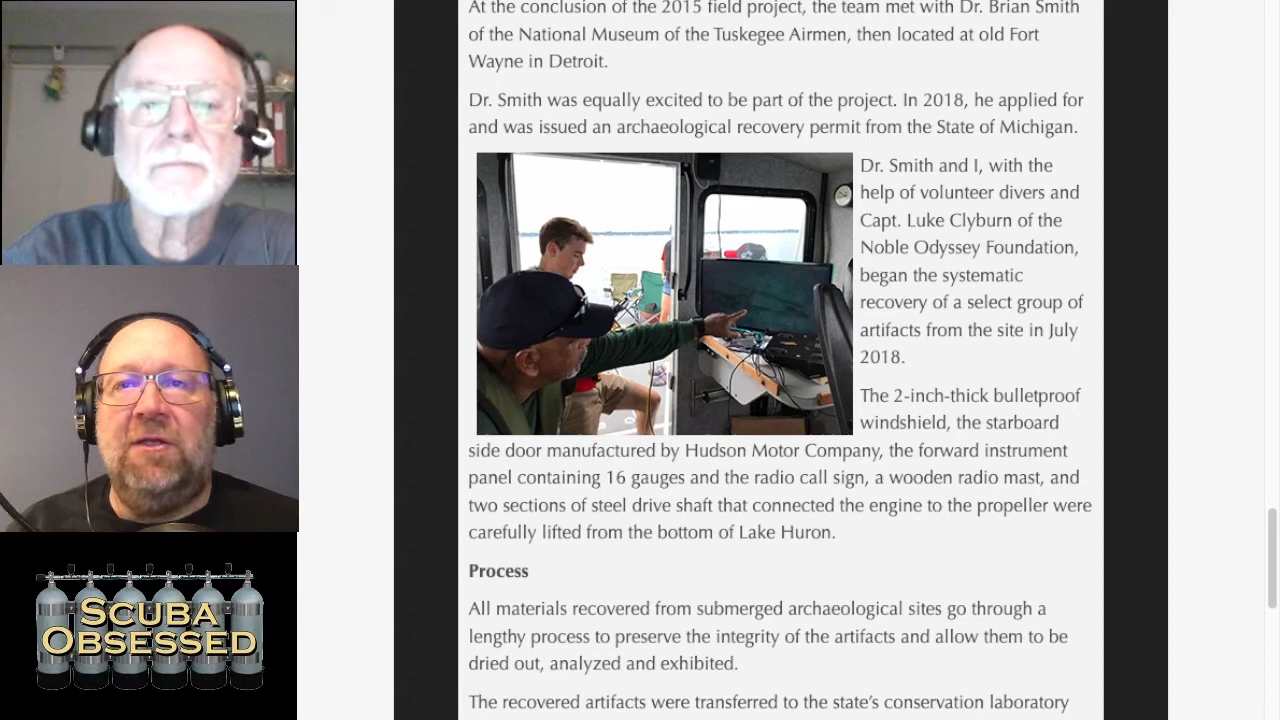 At the conclusion of the 2015 field project, the team met with Dr. Brian Smith
of the National Museum of the Tuskegee Airmen, then located at old Fort
Wayne in Detroit.
Dr. Smith was equally excited to be part of the project. In 2018, he applied for
and was issued an archaeological recovery permit from the State of Michigan.
Dr. Smith and I, with the
help of volunteer divers and
Capt. Luke Clyburn of the
Noble Odyssey Foundation,
began the systematic
recovery of a select group of
artifacts from the site in July
2018.
The 2-inch-thick bulletproof
windshield, the starboard
side door manufactured by Hudson Motor Company, the forward instrument
panel containing 16 gauges and the radio call sign, a wooden radio mast, and
two sections of steel drive shaft that connected the engine to the propeller were
carefully lifted from the bottom of Lake Huron.
Process
All materials recovered from submerged archaeological sites go through a
lengthy process to preserve the integrity of the artifacts and allow them to be
dried out, analyzed and exhibited.
The recovered artifacts were transferred to the state’s conservation laboratory
SCUBA
OBSESSED